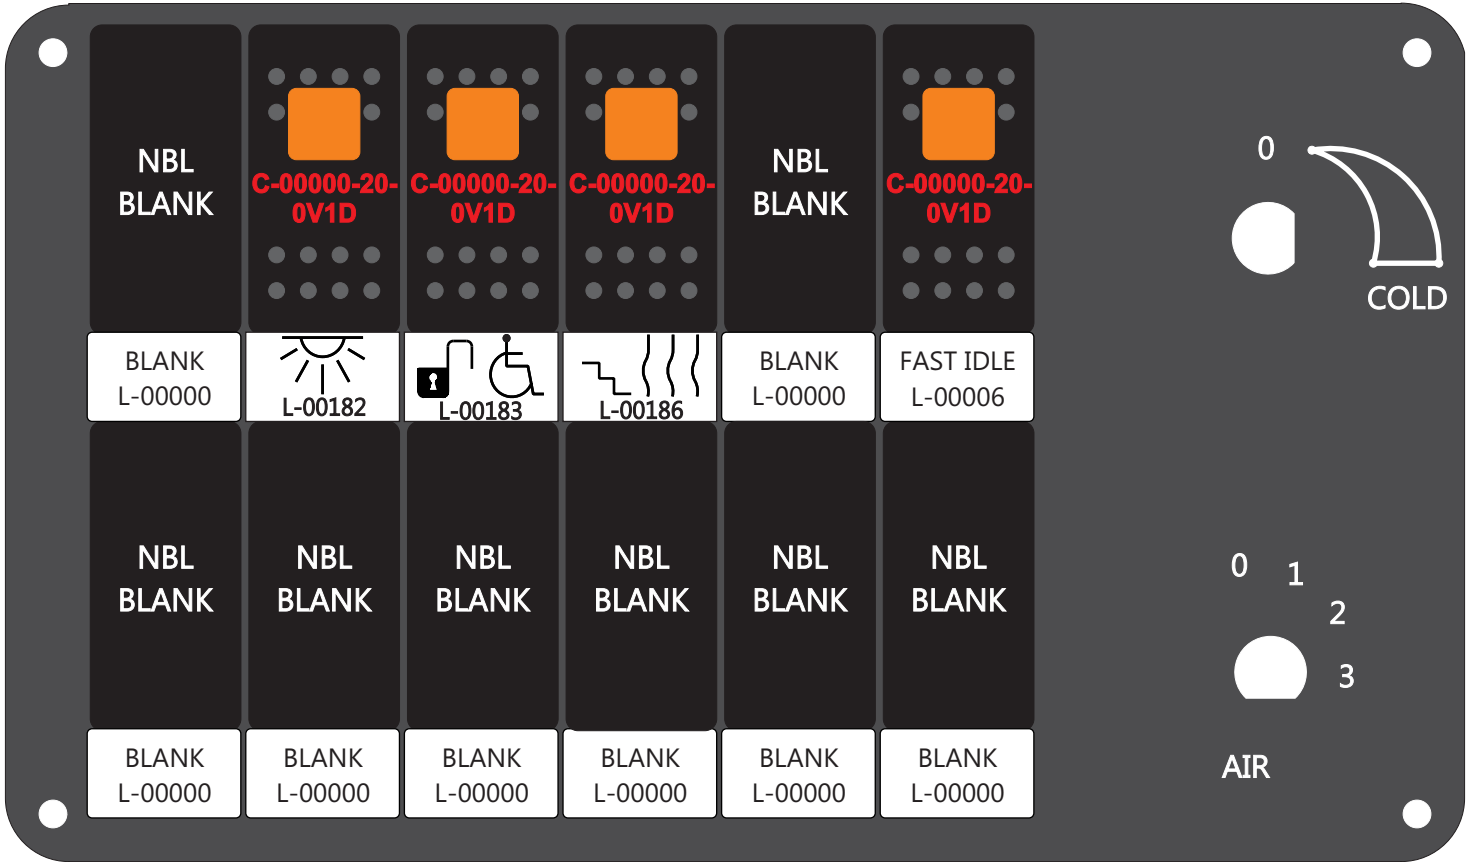 NBL
BLANK
C-00000-20-
0V1D
C-00000-20-
0V1D
C-00000-20-
0V1D
NBL
BLANK
C-00000-20-
0V1D
0
COLD
BLANK
L-00000
L-00182
L-00183
L-00186
BLANK
L-00000
FAST IDLE
L-00006
NBL
BLANK
NBL
BLANK
NBL
BLANK
NBL
BLANK
NBL
BLANK
NBL
BLANK
0
1
2
3
AIR
BLANK
L-00000
BLANK
L-00000
BLANK
L-00000
BLANK
L-00000
BLANK
L-00000
BLANK
L-00000